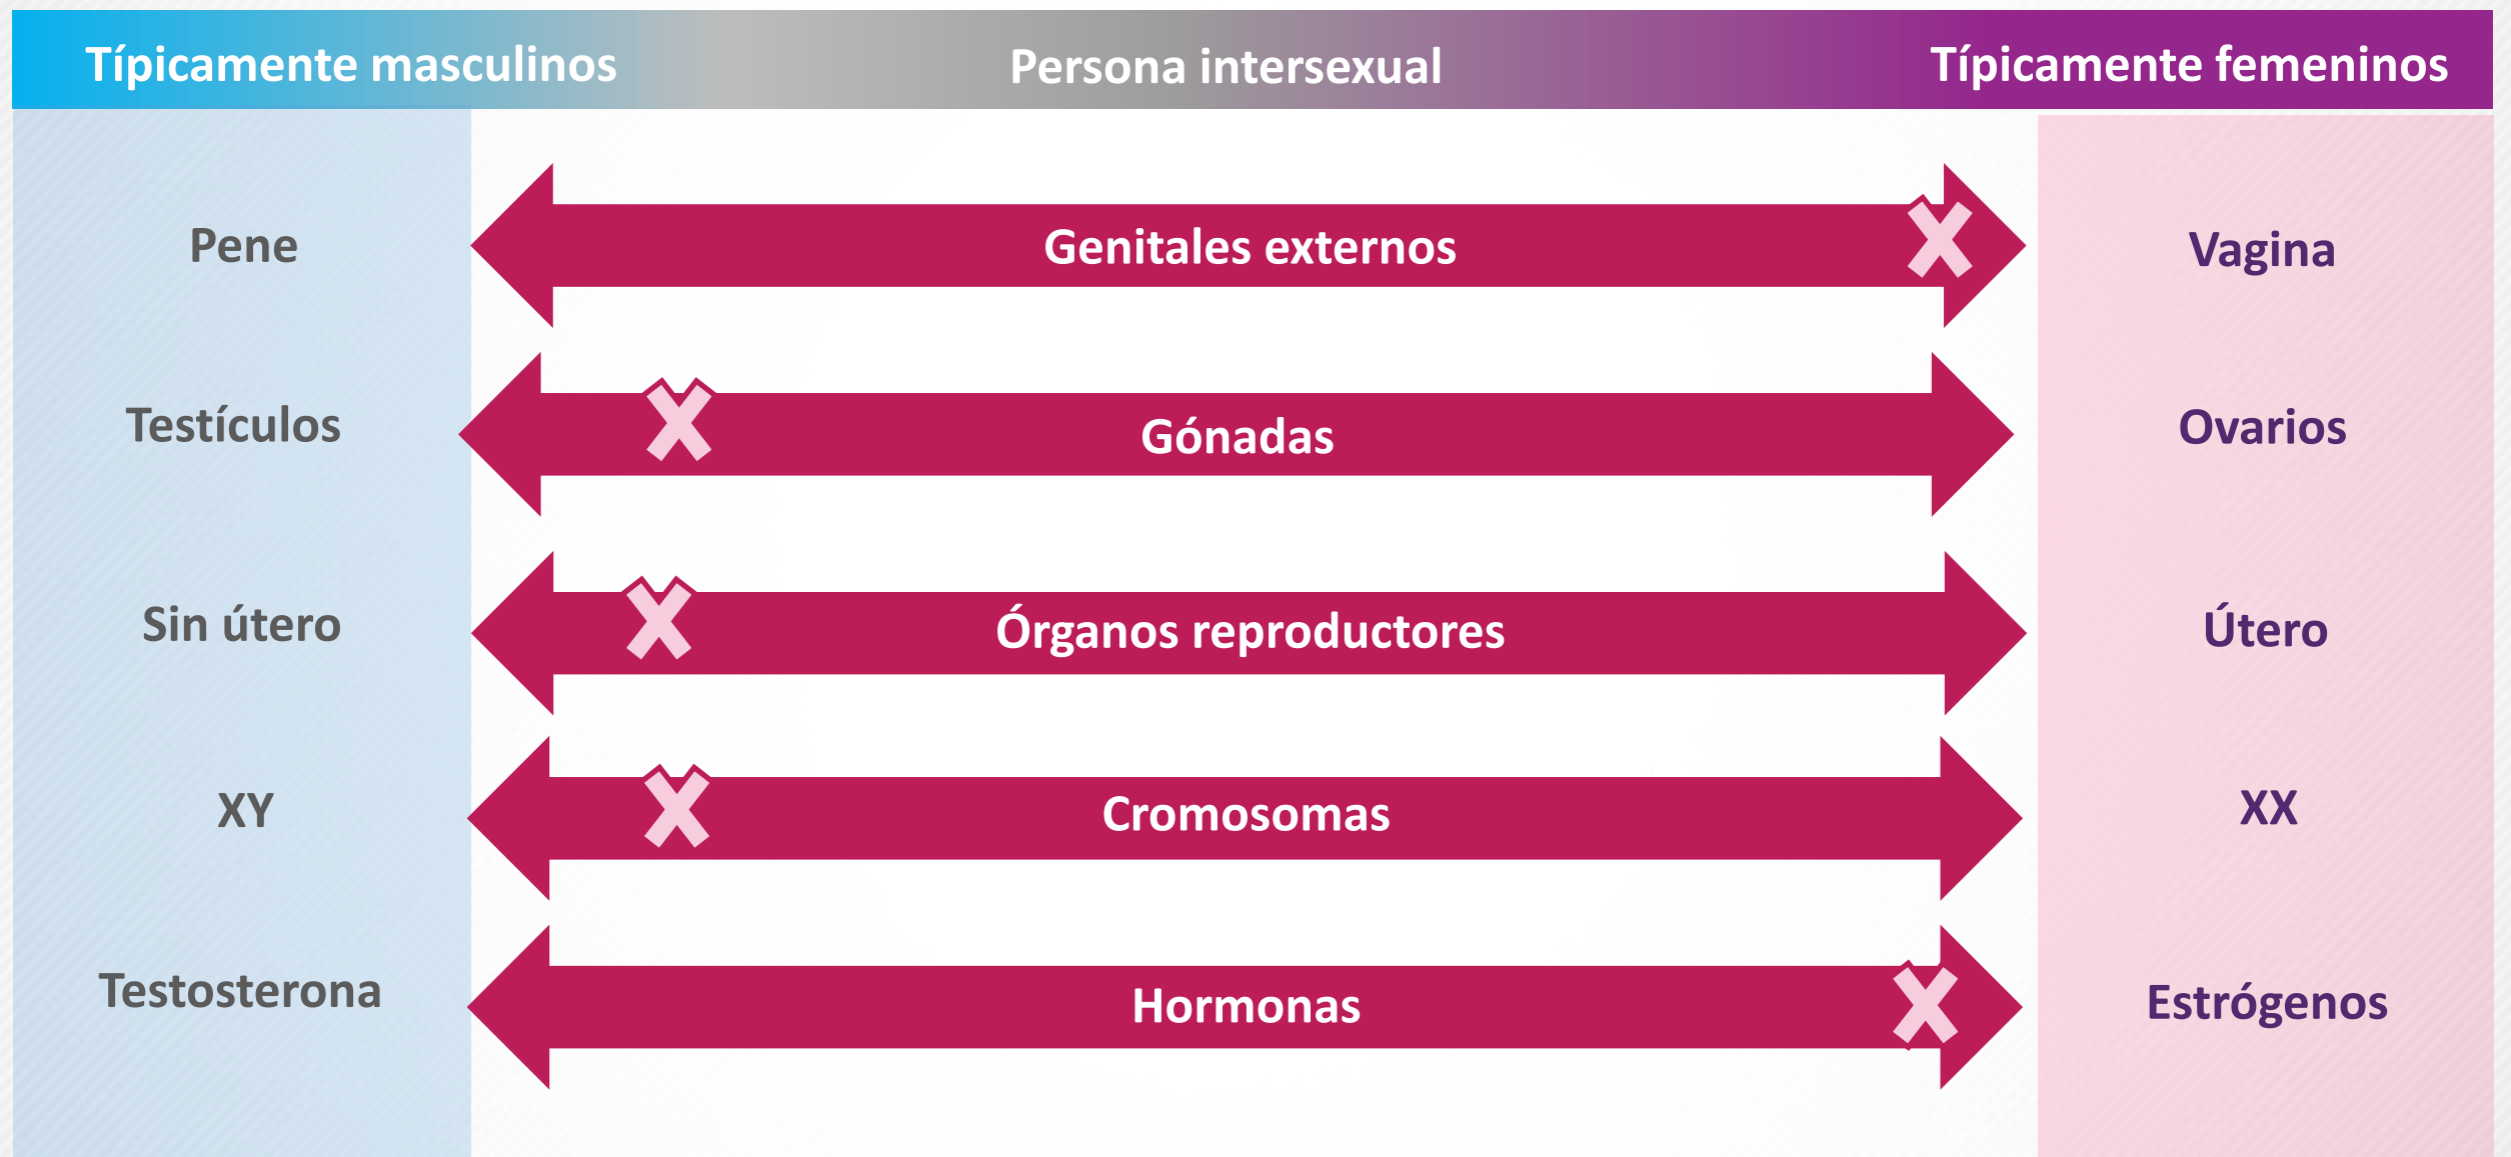 Típicamente masculinos Persona intersexual Típicamente femeninos
Pene Genitales externos Vagina
Testículos Gónadas Ovarios
Sin útero Órganos reproductores Útero
XY Cromosomas XX
Testosterona Hormonas Estrógenos